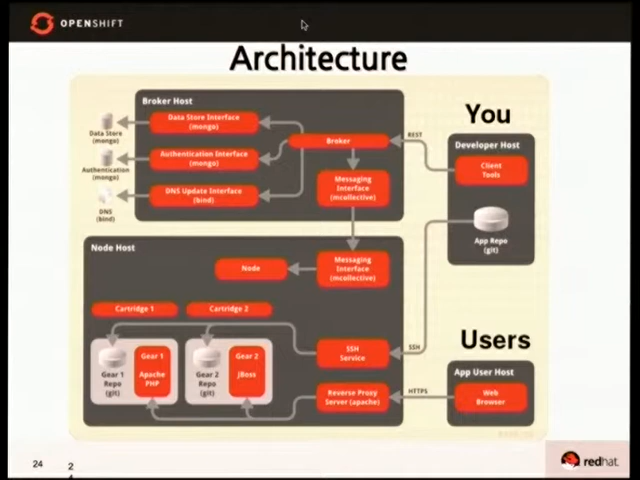 OPENSHIFT
Architecture
Broker Host
Data Store Interface
(mongo)
Data Store
(mongo)
Authentication Interface
(mongo)
Authentication
(mongo)
DNS Update Interface
(bind)
DNS
(bind)
Broker
Messaging
Interface
(mcollective)
REST
You
Developer Host
Client
Tools
App Repo
(git)
Node Host
Node
Messaging
Interface
(mcollective)
Cartridge 1
Cartridge 2
Gear 1
Repo
(git)
Gear 1
Apache
PHP
Gear 2
Repo
(git)
Gear 2
JBoss
SSH
Service
SSH
Reverse Proxy
Server (apache)
HTTPS
Users
App User Host
Web
Browser
24
2
redhat.